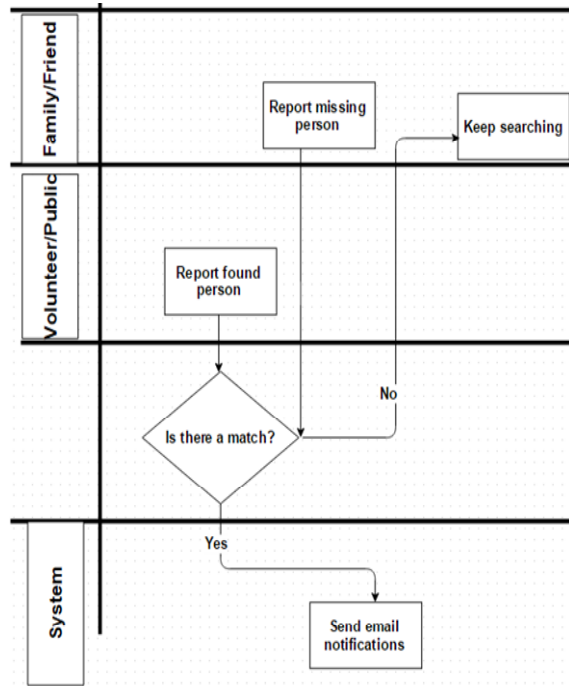 Family/Friend
Report missing
person
Keep searching
Volunteer/Public
Report found
person
Is there a match?
No
System
Yes
Send email
notifications